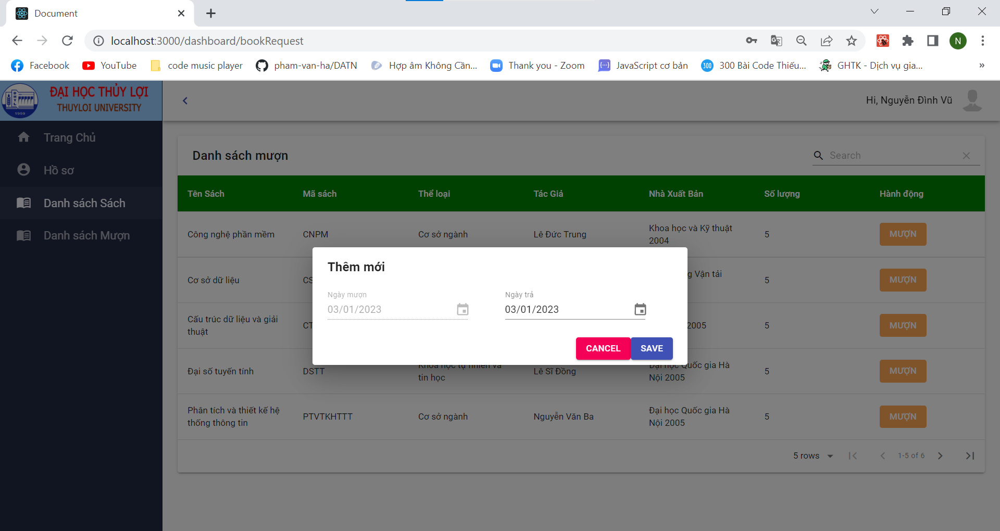 Document
localhost:3000/dashboard/bookRequest
N
Facebook
YouTube
code music player
pham-van-ha/DATN
Hợp âm Không Cần...
Thank you - Zoom
JavaScript cơ bản
300
300 Bài Code Thiếu...
GHTK - Dịch vụ gia...
ĐẠI HỌC THỦY LỢI
THUYLOI UNIVERSITY
1959
Hi, Nguyễn Đình Vũ
Trang Chủ
Hồ sơ
Danh sách Sách
Danh sách Mượn
Danh sách mượn
Search
Tên Sách Mã sách Thể loại Tác Giả Nhà Xuất Bản Số lượng Hành động
Công nghệ phần mềm CNPM Cơ sở ngành Lê Đức Trung Khoa học và Kỹ thuật 2004 5 MƯỢN
Cơ sở dữ liệu CS g Vận tải 5 MƯỢN
Cấu trúc dữ liệu và giải thuật CT 2005 5 MƯỢN
Thêm mới
Ngày mượn
03/01/2023
Ngày trả
03/01/2023
CANCEL
SAVE
Đại số tuyến tính DSTT Khoa học tự nhiên và tin học Lê Sĩ Đồng Đại học Quốc gia Hà Nội 2005 5 MƯỢN
Phân tích và thiết kế hệ thống thông tin PTVTKHTTT Cơ sở ngành Nguyễn Văn Ba Đại học Quốc gia Hà Nội 2005 5 MƯỢN
5 rows
1-5 of 6